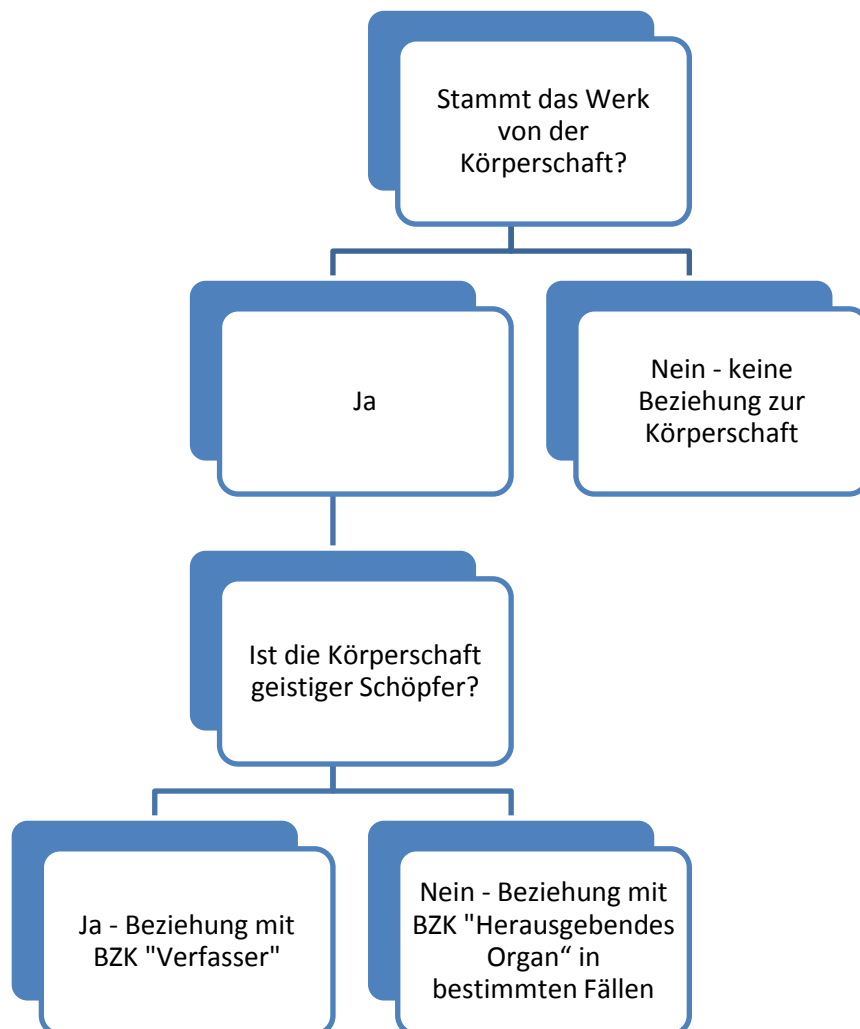 Stammt das Werk
von der
Körperschaft?
Ja
Nein - keine
Beziehung zur
Körperschaft
Ist die Körperschaft
geistiger Schöpfer?
Ja - Beziehung mit
BZK "Verfasser"
Nein - Beziehung mit
BZK "Herausgebendes
Organ“ in
bestimmten Fällen